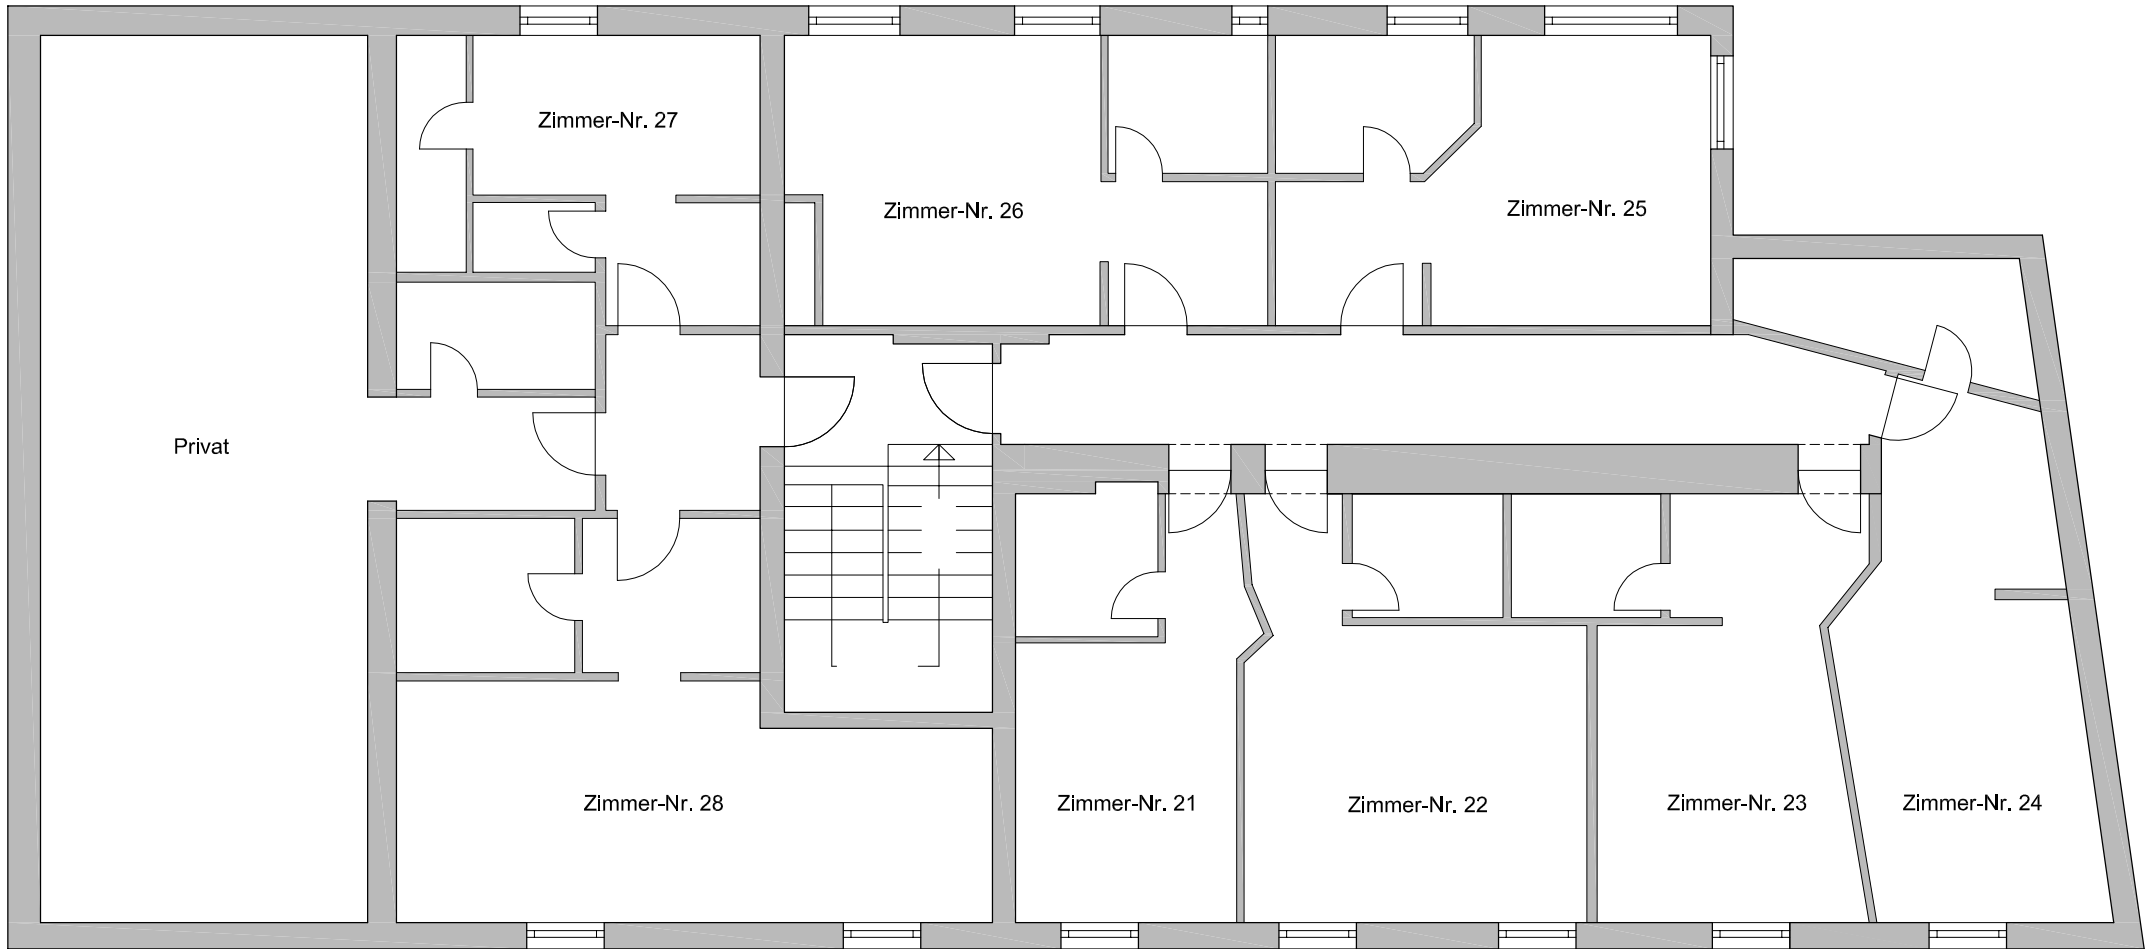 Zimmer-Nr. 27
Zimmer-Nr. 26
Zimmer-Nr. 25
Privat
Zimmer-Nr. 28
Zimmer-Nr. 21
Zimmer-Nr. 22
Zimmer-Nr. 23
Zimmer-Nr. 24